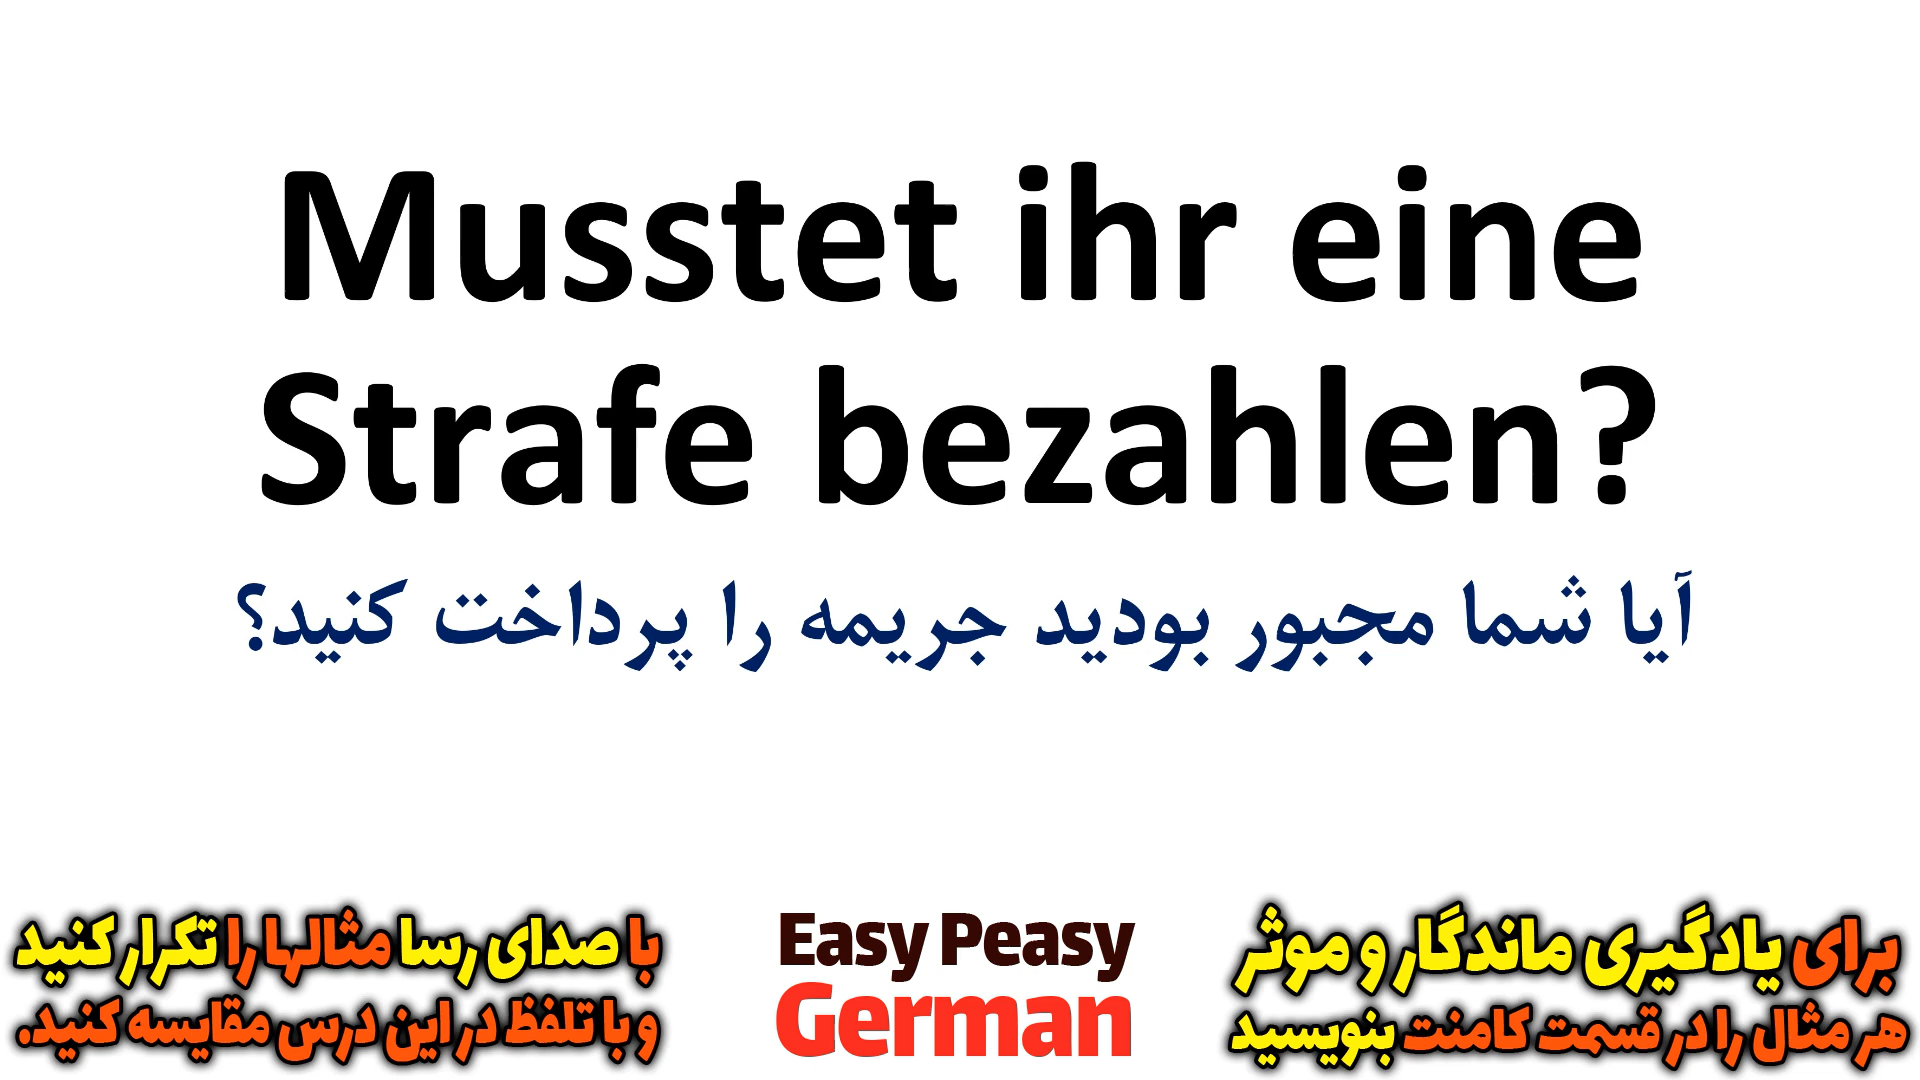 Musstet ihr eine
Strafe bezahlen?
آیا شما مجبور بودید جریمه را پرداخت کنید؟
برای یادگیری ماندگار و موثر
هر مثال را در قسمت کامنت بنویسید
Easy Peasy
German
با صدای رسا مثالها را تکرار کنید
و با تلفظ در این درس مقایسه کنید.